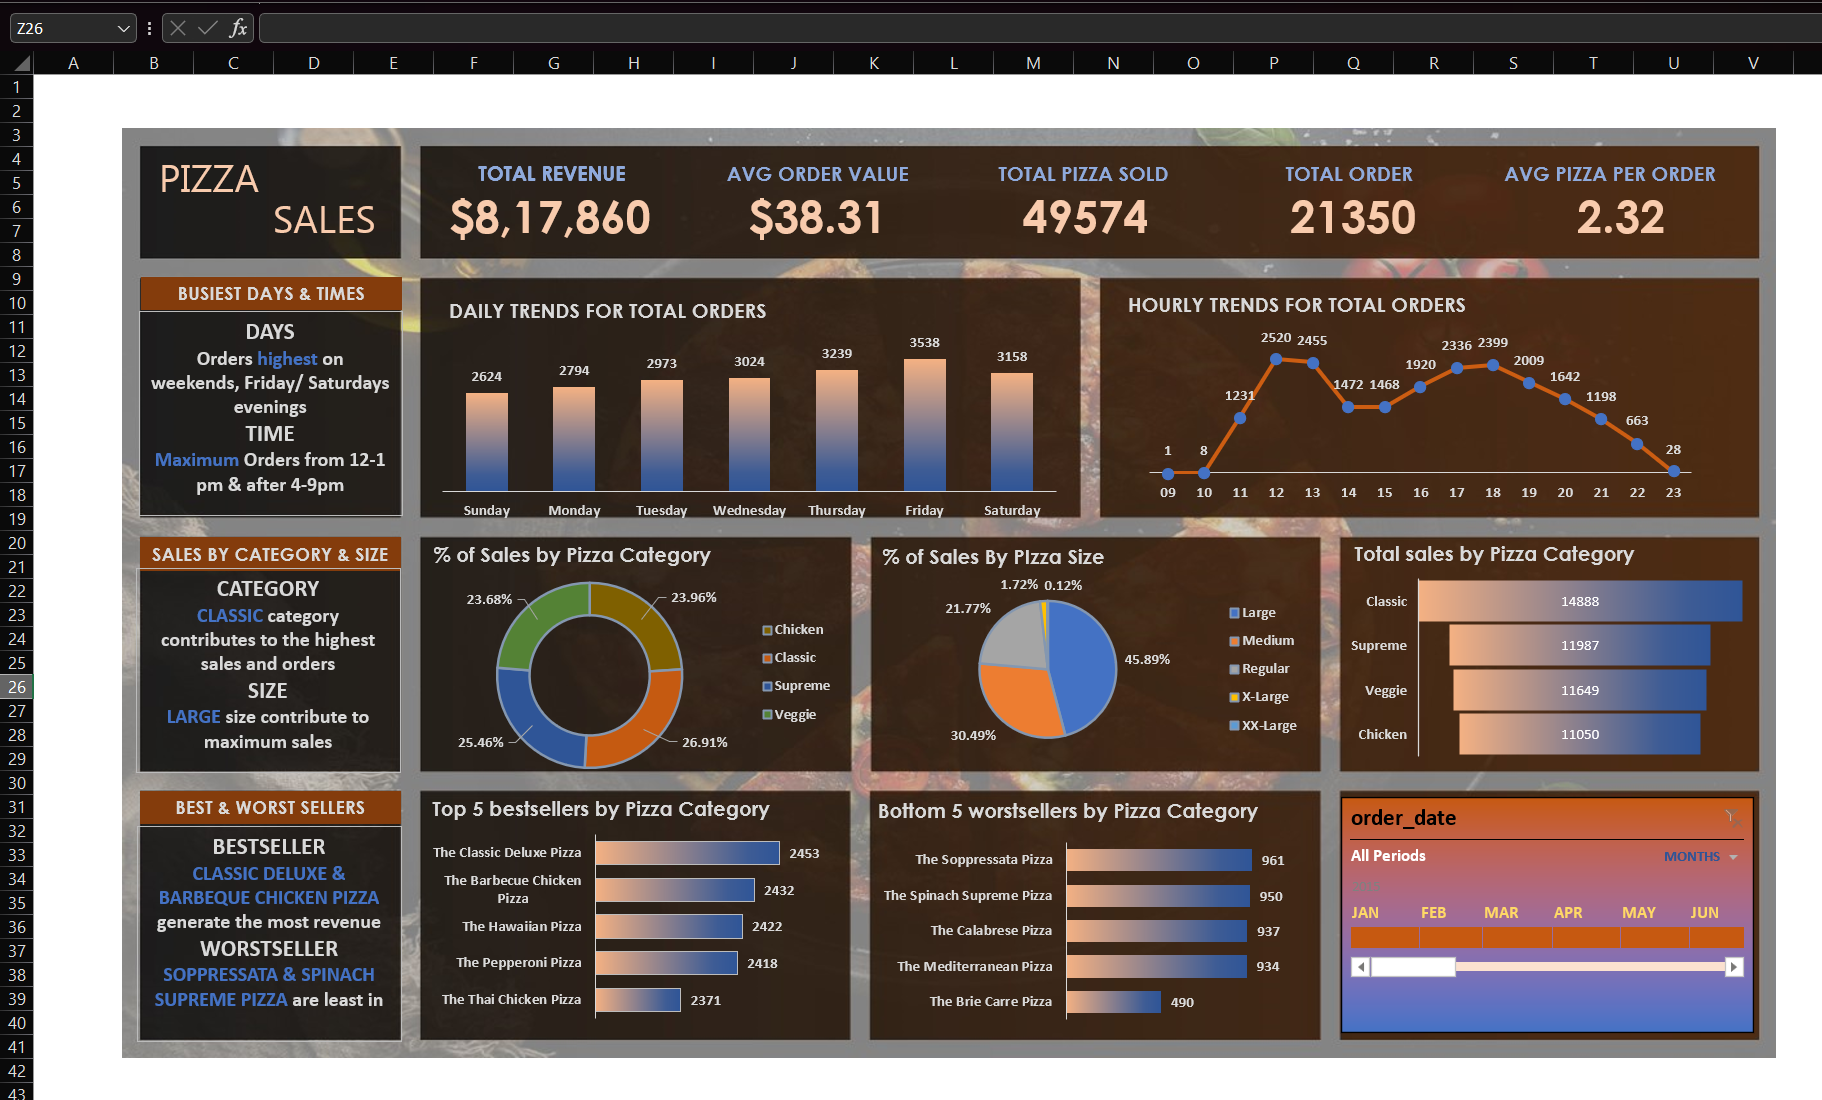 Z26
fx
A B C D E F G H I J K L M N O P Q R S T U V
1
2
3
4
5
6
7
8
9
10
11
12
13
14
15
16
17
18
19
20
21
22
23
24
25
26
27
28
29
30
31
32
33
34
35
36
37
38
39
40
41
42
43
PIZZA
SALES
TOTAL REVENUE
$8,17,860
AVG ORDER VALUE
$38.31
TOTAL PIZZA SOLD
49574
TOTAL ORDER
21350
AVG PIZZA PER ORDER
2.32
BUSIEST DAYS & TIMES
DAYS
Orders highest on
weekends, Friday/ Saturdays
evenings
TIME
Maximum Orders from 12-1
pm & after 4-9pm
DAILY TRENDS FOR TOTAL ORDERS
2624 2794 2973 3024 3239 3538 3158
Sunday Monday Tuesday Wednesday Thursday Friday Saturday
HOURLY TRENDS FOR TOTAL ORDERS
1 8 1231 2520 2455 1472 1468 1920 2336 2399 2009 1642 1198 663 28
09 10 11 12 13 14 15 16 17 18 19 20 21 22 23
SALES BY CATEGORY & SIZE
CATEGORY
CLASSIC category
contributes to the highest
sales and orders
SIZE
LARGE size contribute to
maximum sales
% of Sales by Pizza Category
23.68% 23.96%
25.46% 26.91%
Chicken
Classic
Supreme
Veggie
% of Sales By PIzza Size
1.72% 0.12%
21.77%
45.89%
30.49%
Large
Medium
Regular
X-Large
XX-Large
Total sales by Pizza Category
Classic 14888
Supreme 11987
Veggie 11649
Chicken 11050
BEST & WORST SELLERS
BESTSELLER
CLASSIC DELUXE &
BARBEQUE CHICKEN PIZZA
generate the most revenue
WORSTSELLER
SOPPRESSATA & SPINACH
SUPREME PIZZA are least in
Top 5 bestsellers by Pizza Category
The Classic Deluxe Pizza 2453
The Barbecue Chicken
Pizza 2432
The Hawaiian Pizza 2422
The Pepperoni Pizza 2418
The Thai Chicken Pizza 2371
Bottom 5 worstsellers by Pizza Category
The Soppressata Pizza 961
The Spinach Supreme Pizza 950
The Calabrese Pizza 937
The Mediterranean Pizza 934
The Brie Carre Pizza 490
order_date
All Periods MONTHS
JAN FEB MAR APR MAY JUN